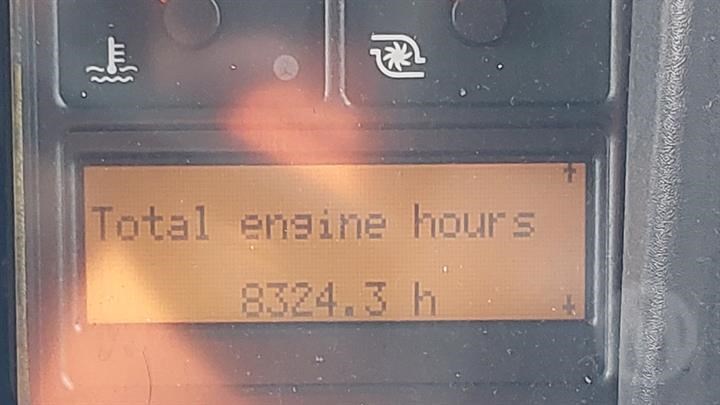 Total engine hours
8324.3 h